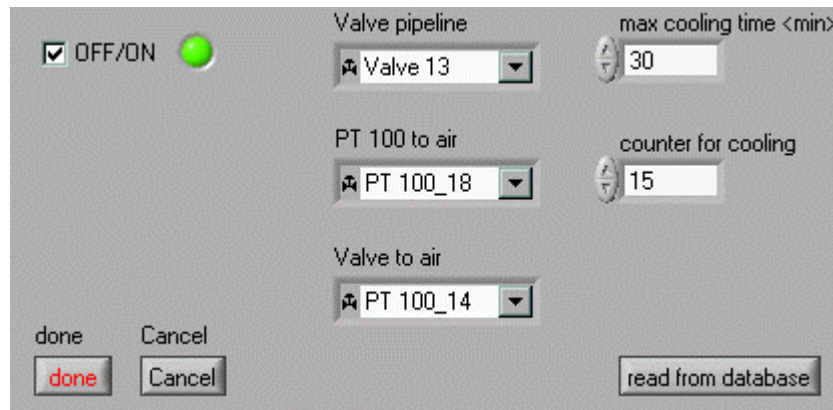 OFF/ON
Valve pipeline
Valve 13
max cooling time <min>
30
PT 100 to air
PT 100_18
counter for cooling
15
Valve to air
PT 100_14
done
Cancel
done
Cancel
read from database